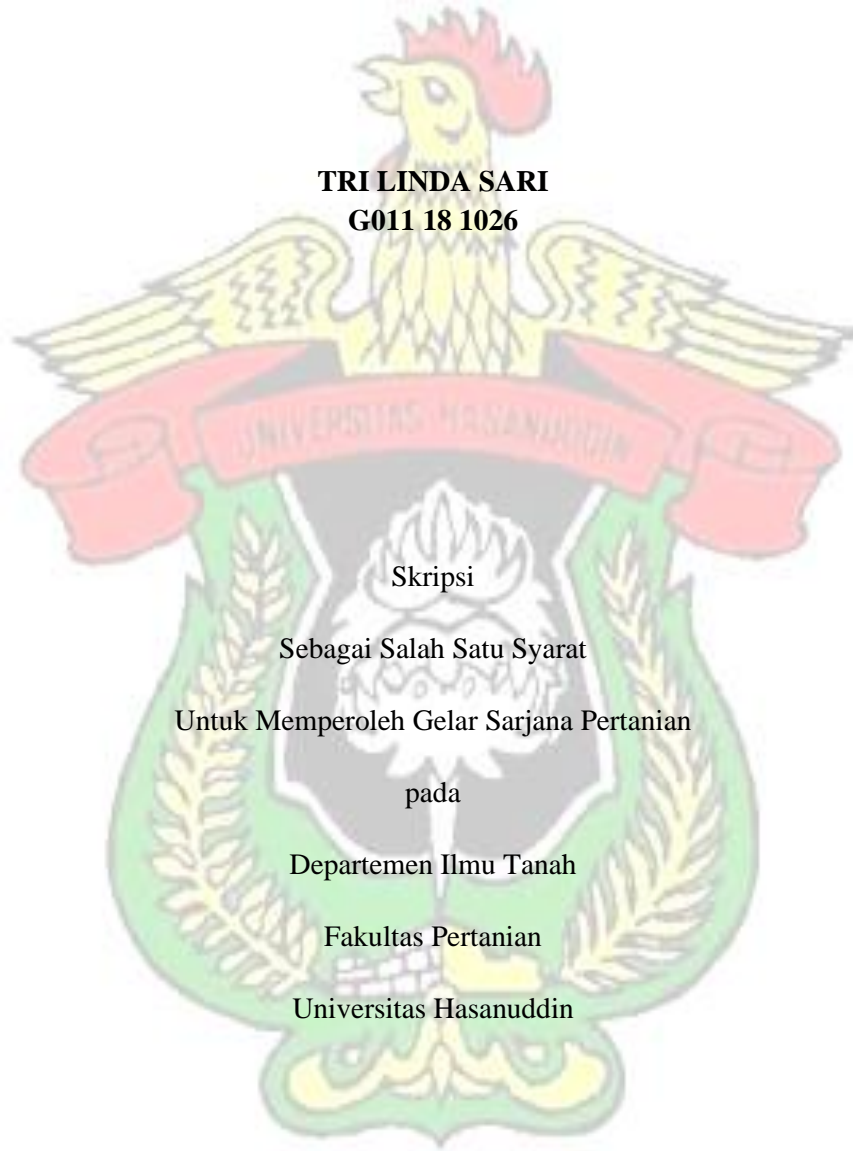 TRI LINDA SARI
G011 18 1026
UNIVERSITAS HASANUDDIN
Skripsi
Sebagai Salah Satu Syarat
Untuk Memperoleh Gelar Sarjana Pertanian
pada
Departemen Ilmu Tanah
Fakultas Pertanian
Universitas Hasanuddin